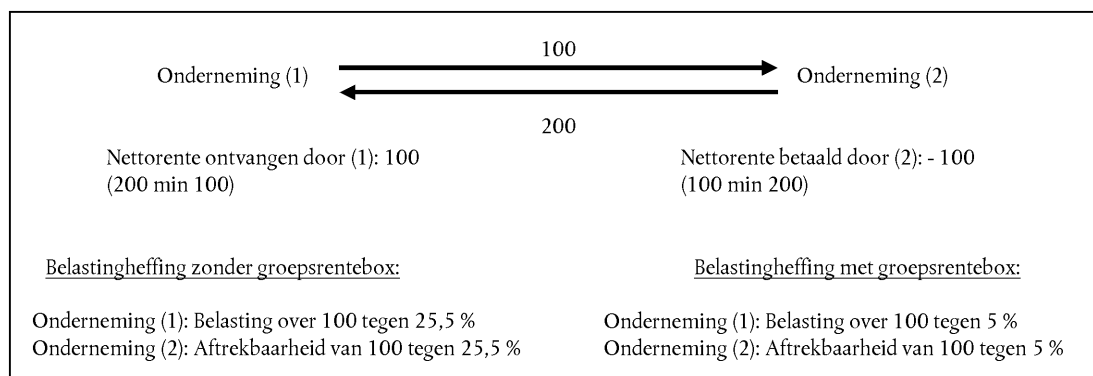 100
Onderneming (1)
Onderneming (2)
200
Nettorente ontvangen door (1): 100
(200 min 100)
Nettorente betaald door (2): - 100
(100 min 200)
Belastingheffing zonder groepsrentebox:
Onderneming (1): Belasting over 100 tegen 25,5 %
Onderneming (2): Aftrekbaarheid van 100 tegen 25,5 %
Belastingheffing met groepsrentebox:
Onderneming (1): Belasting over 100 tegen 5 %
Onderneming (2): Aftrekbaarheid van 100 tegen 5 %